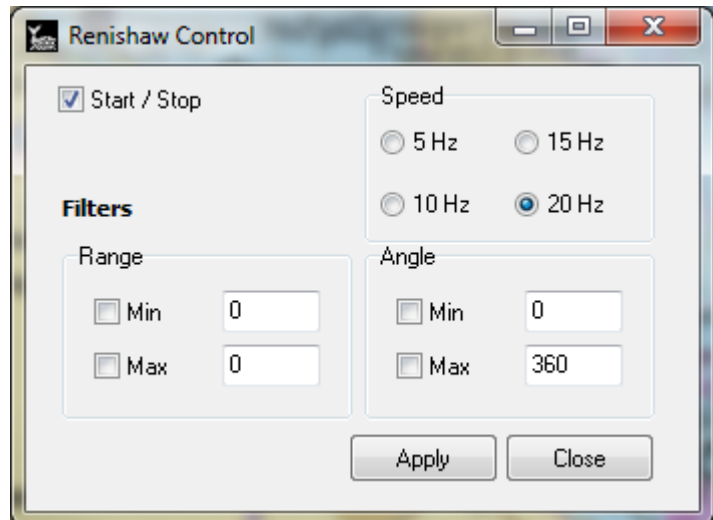 Renishaw Control
Start / Stop
Speed
5 Hz
15 Hz
10 Hz
20 Hz
Filters
Range
Min
0
Max
0
Angle
Min
0
Max
360
Apply
Close